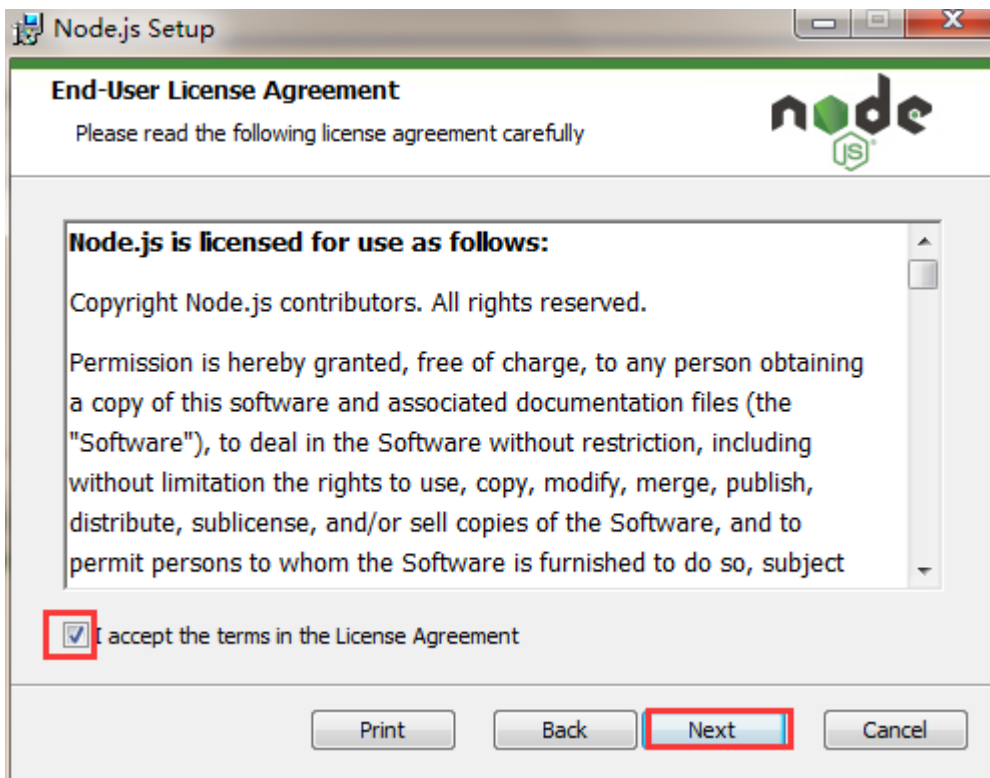 Node.js Setup
End-User License Agreement
Please read the following license agreement carefully
node
JS
Node.js is licensed for use as follows:
Copyright Node.js contributors. All rights reserved.
Permission is hereby granted, free of charge, to any person obtaining
a copy of this software and associated documentation files (the
"Software"), to deal in the Software without restriction, including
without limitation the rights to use, copy, modify, merge, publish,
distribute, sublicense, and/or sell copies of the Software, and to
permit persons to whom the Software is furnished to do so, subject
I accept the terms in the License Agreement
Print Back Next Cancel